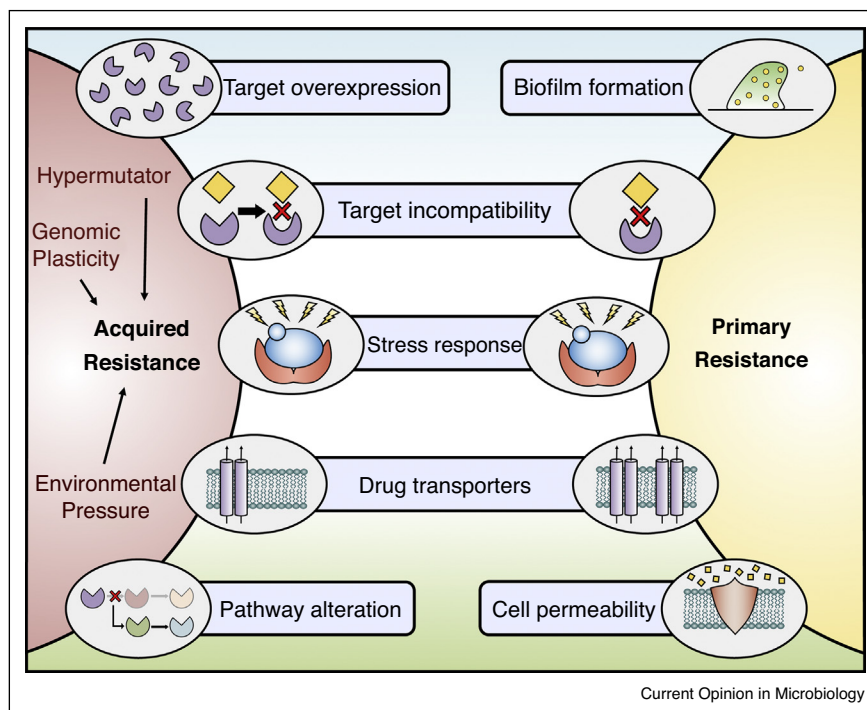 Target overexpression
Biofilm formation
Hypermutator
Target incompatibility
Genomic
Plasticity
Acquired
Resistance
Stress response
Primary
Resistance
Environmental
Pressure
Drug transporters
Pathway alteration
Cell permeability
Current Opinion in Microbiology